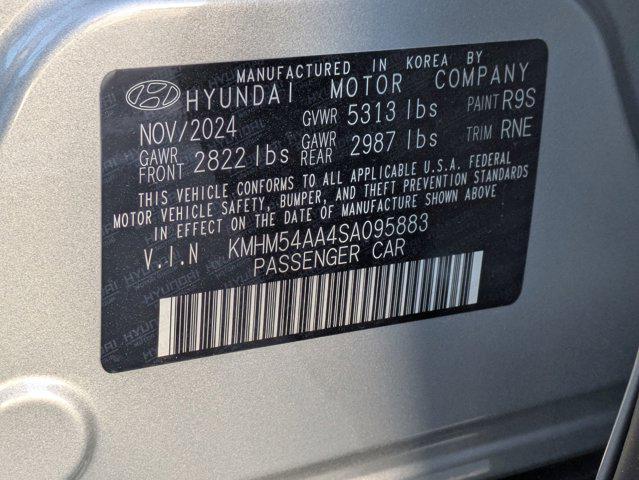 MANUFACTURED IN KOREA BY
HYUNDAI MOTOR COMPANY
NOV/2024 GVWR 5313 lbs PAINT R9S
GAWR FRONT 2822 lbs GAWR REAR 2987 lbs TRIM RNE
THIS VEHICLE CONFORMS TO ALL APPLICABLE U.S.A. FEDERAL
MOTOR VEHICLE SAFETY, BUMPER, AND THEFT PREVENTION STANDARDS
IN EFFECT ON THE DATE OF MANUFACTURE SHOWN ABOVE
V.I.N KMHM54AA4SA095883
PASSENGER CAR